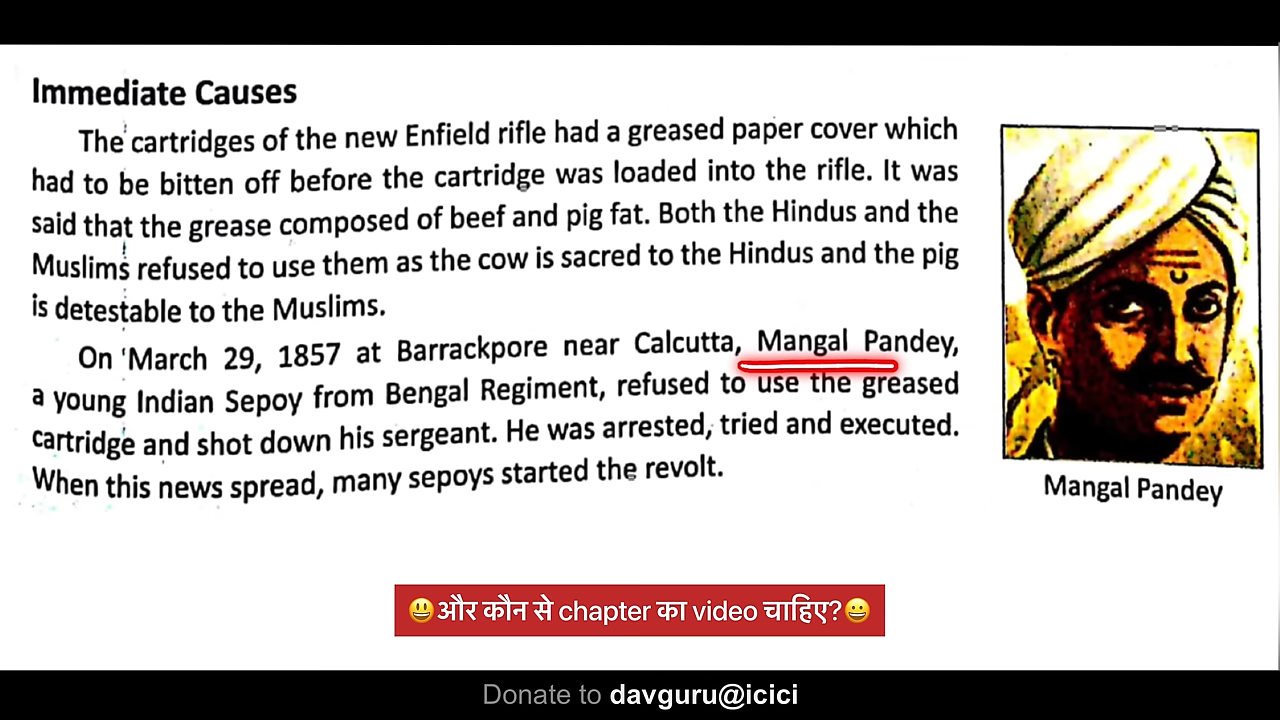 Immediate Causes
The cartridges of the new Enfield rifle had a greased paper cover which
had to be bitten off before the cartridge was loaded into the rifle. It was
said that the grease composed of beef and pig fat. Both the Hindus and the
Muslims refused to use them as the cow is sacred to the Hindus and the pig
is detestable to the Muslims.
On March 29, 1857 at Barrackpore near Calcutta, Mangal Pandey,
a young Indian Sepoy from Bengal Regiment, refused to use the greased
cartridge and shot down his sergeant. He was arrested, tried and executed.
When this news spread, many sepoys started the revolt.
Mangal Pandey
😃और कौन से chapter का video चाहिए?😀
Donate to davguru@icici